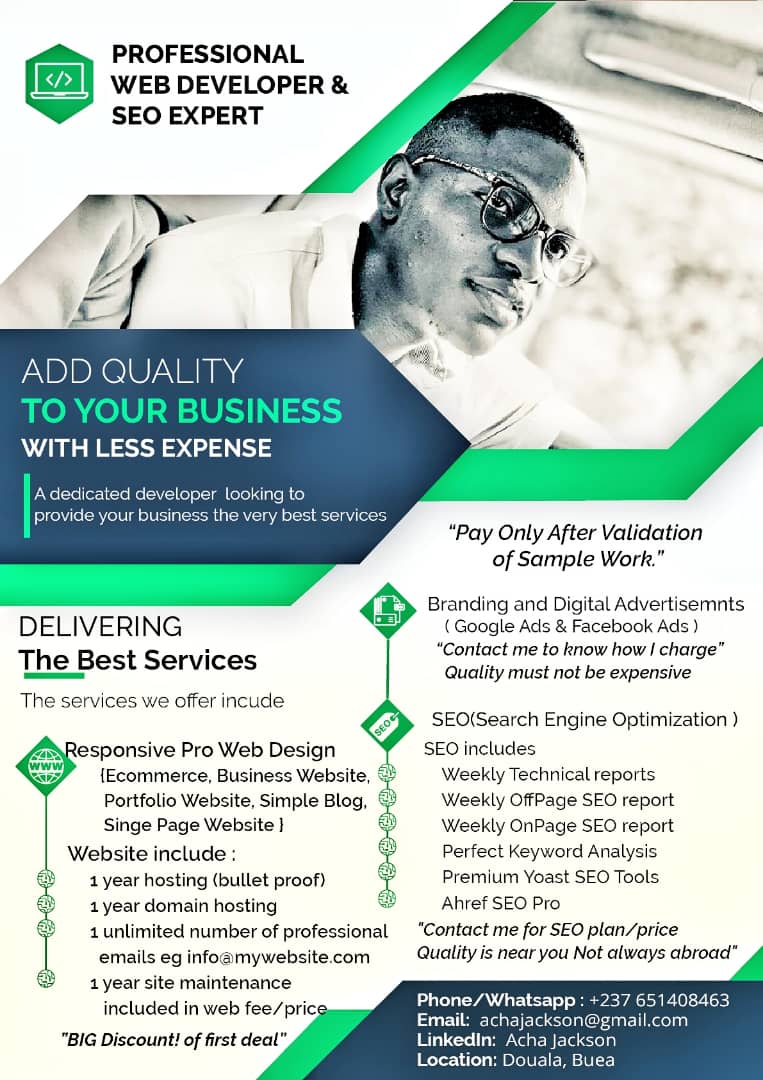 </>
PROFESSIONAL
WEB DEVELOPER &
SEO EXPERT
ADD QUALITY
TO YOUR BUSINESS
WITH LESS EXPENSE
A dedicated developer looking to
provide your business the very best services
"Pay Only After Validation
of Sample Work."
DELIVERING
The Best Services
The services we offer incude
WWW
Responsive Pro Web Design
{Ecommerce, Business Website,
Portfolio Website, Simple Blog,
Singe Page Website }
Website include :
1 year hosting (bullet proof)
1 year domain hosting
1 unlimited number of professional
emails eg info@mywebsite.com
1 year site maintenance
included in web fee/price
"BIG Discount! of first deal"
Branding and Digital Advertisemnts
( Google Ads & Facebook Ads )
"Contact me to know how I charge"
Quality must not be expensive
SEO
SEO(Search Engine Optimization )
SEO includes
Weekly Technical reports
Weekly OffPage SEO report
Weekly OnPage SEO report
Perfect Keyword Analysis
Premium Yoast SEO Tools
Ahref SEO Pro
"Contact me for SEO plan/price
Quality is near you Not always abroad"
Phone/Whatsapp : +237 651408463
Email: achajackson@gmail.com
LinkedIn: Acha Jackson
Location: Douala, Buea